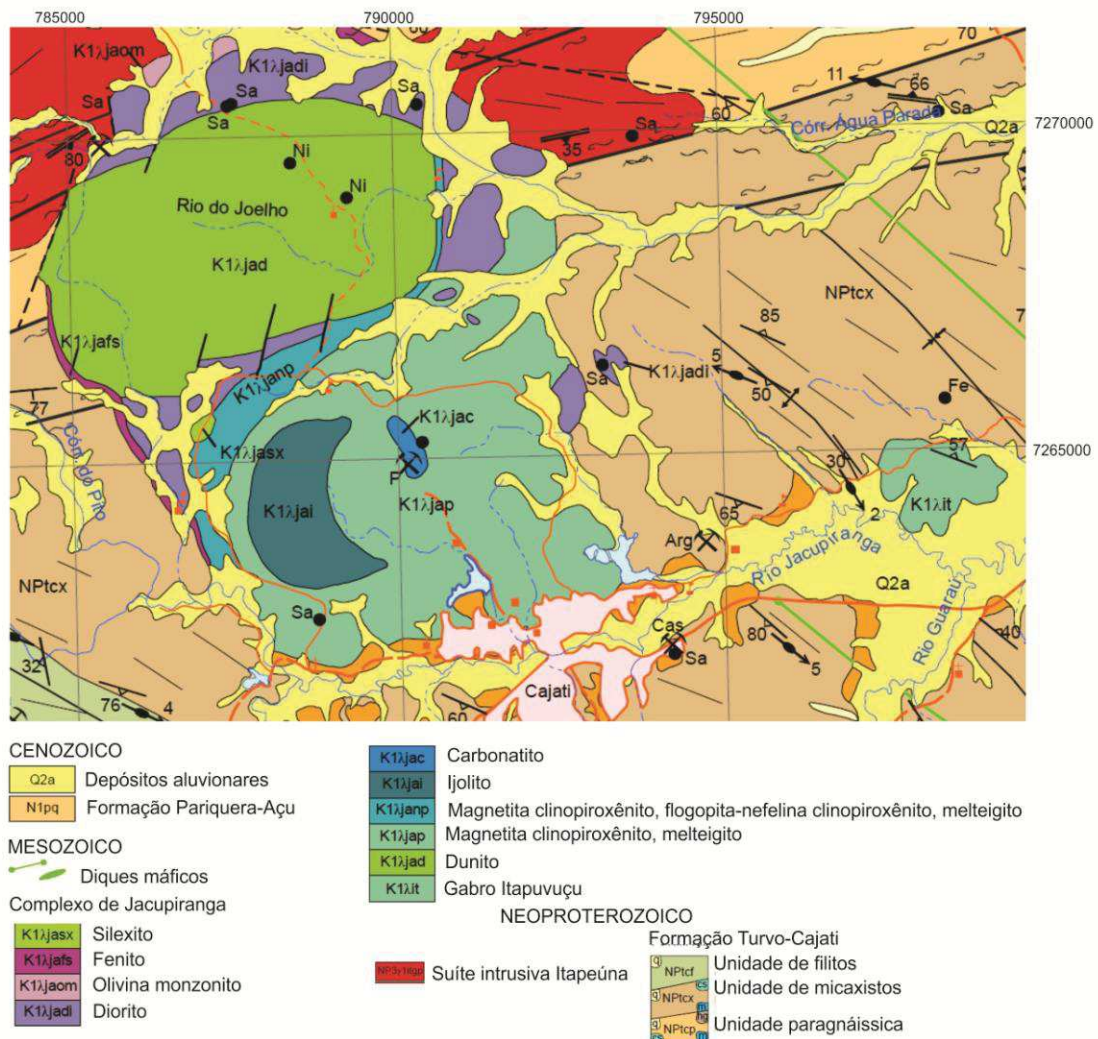 785000 790000 795000
60
70
K1λjaom
K1λjadi
11
66
Sa Sa Sa Sa
Sa
60
Sa
Córr. Água Parada
Q2a
7270000
80
35
Ni
Ni
Rio do Joelho
K1λjad
NPtcx
85
7
K1λjafs
K1λjanp
Sa
K1λjadi
5
50
Fe
77
K1λjac
K1λjasx
57
7265000
Córr. do Pito
P
30
K1λjai
K1λjap
65
2
K1λit
Arg
Rio Jacupiranga
NPtcx
Q2a
Sa
Cas
Sa
80
Rio Guaraú
40
32
5
Cajati
76
4
60
CENOZOICO
Q2a Depósitos aluvionares
N1pq Formação Pariquera-Açu
MESOZOICO
Diques máficos
Complexo de Jacupiranga
K1λjasx Silexito
K1λjafs Fenito
K1λjaom Olivina monzonito
K1λjadi Diorito
K1λjac Carbonatito
K1λjai Ijolito
K1λjanp Magnetita clinopiroxênito, flogopita-nefelina clinopiroxênito, melteigito
K1λjap Magnetita clinopiroxênito, melteigito
K1λjad Dunito
K1λit Gabro Itapuvuçu
NEOPROTEROZOICO
Suíte intrusiva Itapeúna
Formação Turvo-Cajati
q NPtcf Unidade de filitos
cs
q NPtcx Unidade de micaxistos
m
hg
q NPtcp Unidade paragnáissica
cs m